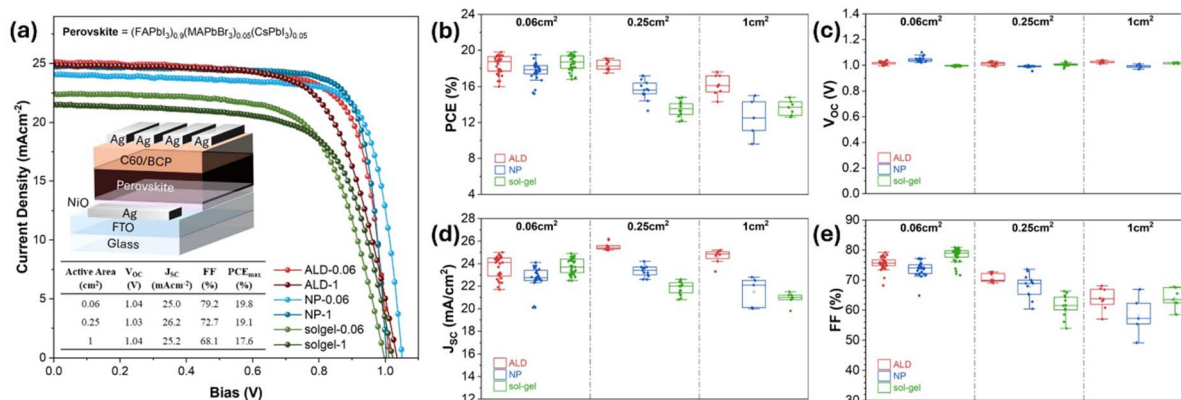 (a)
Perovskite = (FAPbI₃)₀.₉(MAPbBr₃)₀.₀₅(CsPbI₃)₀.₀₅
30
25
20
15
10
5
0
Current Density (mAcm⁻²)
Ag Ag Ag Ag
C60/BCP
Perovskite
NiO
Ag
FTO
Glass
Active Area (cm²) V_OC (V) J_SC (mAcm⁻²) FF (%) PCE_max (%)
0.06 1.04 25.0 79.2 19.8
0.25 1.03 26.2 72.7 19.1
1 1.04 25.2 68.1 17.6
ALD-0.06
ALD-1
NP-0.06
NP-1
solgel-0.06
solgel-1
0.0 0.2 0.4 0.6 0.8 1.0 1.2
Bias (V)
(b)
0.06cm² 0.25cm² 1cm²
24
20
16
12
8
PCE (%)
ALD
NP
sol-gel
(c)
0.06cm² 0.25cm² 1cm²
1.4
1.2
1.0
0.8
0.6
0.4
0.2
0.0
V_OC (V)
ALD
NP
sol-gel
(d)
0.06cm² 0.25cm² 1cm²
28
26
24
22
20
18
16
14
12
J_SC (mA/cm²)
ALD
NP
sol-gel
(e)
0.06cm² 0.25cm² 1cm²
90
80
70
60
50
40
30
FF (%)
ALD
NP
sol-gel